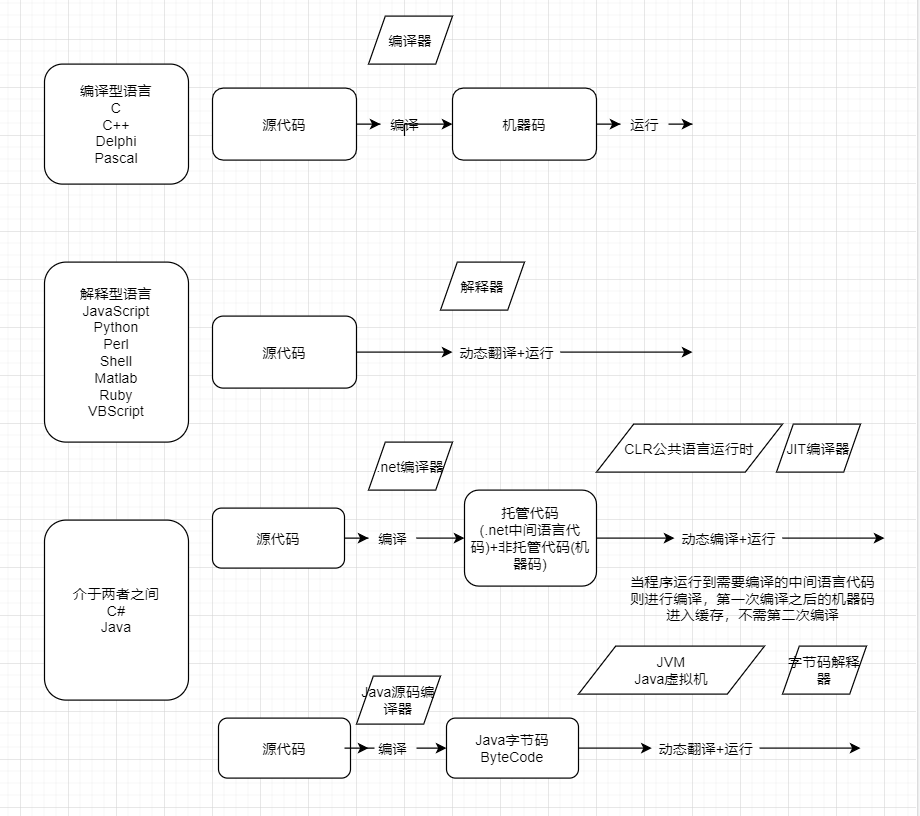 编译器
编译型语言
C
C++
Delphi
Pascal
源代码
编译
机器码
运行
解释器
解释型语言
JavaScript
Python
Perl
Shell
Matlab
Ruby
VBScript
源代码
动态翻译+运行
.net编译器
CLR公共语言运行时
JIT编译器
介于两者之间
C#
Java
源代码
编译
托管代码
(.net中间语言代
码)+非托管代码(机
器码)
动态编译+运行
当程序运行到需要编译的中间语言代码
则进行编译，第一次编译之后的机器码
进入缓存，不需第二次编译
Java源码编
译器
JVM
Java虚拟机
字节码解释
器
源代码
编译
Java字节码
ByteCode
动态翻译+运行